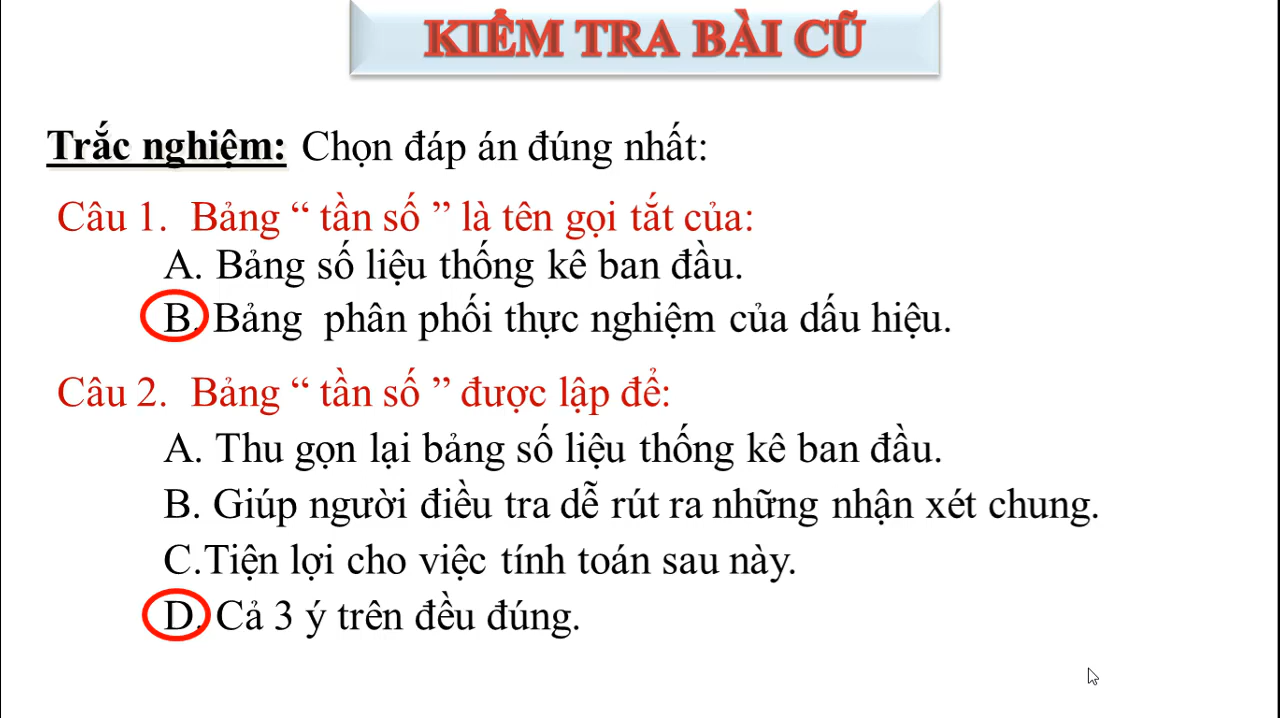 KIỂM TRA BÀI CŨ
Trắc nghiệm: Chọn đáp án đúng nhất:
Câu 1. Bảng “ tần số ” là tên gọi tắt của:
A. Bảng số liệu thống kê ban đầu.
B. Bảng phân phối thực nghiệm của dấu hiệu.
Câu 2. Bảng “ tần số ” được lập để:
A. Thu gọn lại bảng số liệu thống kê ban đầu.
B. Giúp người điều tra dễ rút ra những nhận xét chung.
C.Tiện lợi cho việc tính toán sau này.
D. Cả 3 ý trên đều đúng.